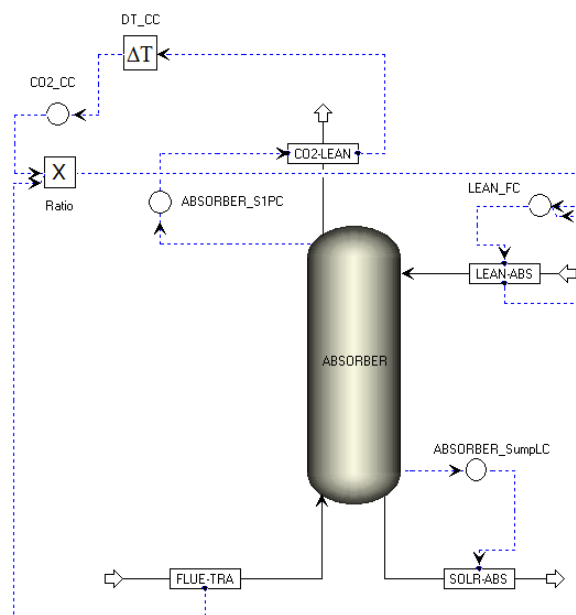 DT_CC
ΔT
CO2_CC
CO2-LEAN
X
Ratio
ABSORBER_S1PC
LEAN_FC
LEAN-ABS
ABSORBER
ABSORBER_SumpLC
FLUE-TRA
SOLR-ABS